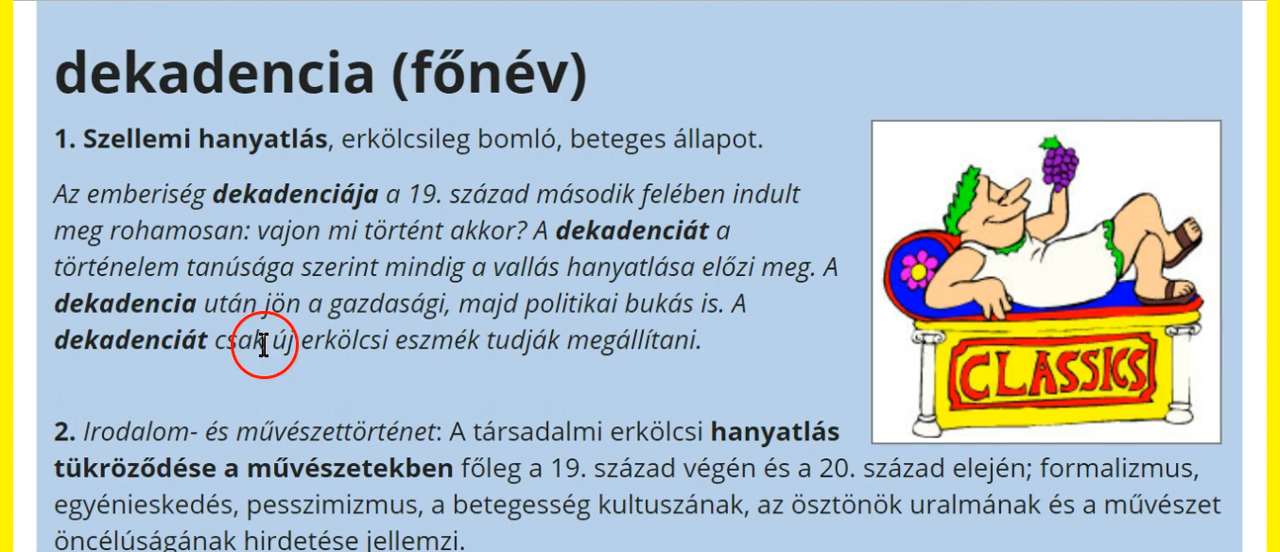 dekadencia (főnév)
1. Szellemi hanyatlás, erkölcsileg bomló, beteges állapot.
Az emberiség dekadenciája a 19. század második felében indult
meg rohamosan: vajon mi történt akkor? A dekadenciát a
történelem tanúsága szerint mindig a vallás hanyatlása előzi meg. A
dekadencia után jön a gazdasági, majd politikai bukás is. A
dekadenciát csak új erkölcsi eszmék tudják megállítani.
CLASSICS
2. Irodalom- és művészettörténet: A társadalmi erkölcsi hanyatlás
tükröződése a művészetekben főleg a 19. század végén és a 20. század elején; formalizmus,
egyénieskedés, pesszimizmus, a betegesség kultuszának, az ösztönök uralmának és a művészet
öncélúságának hirdetése jellemzi.